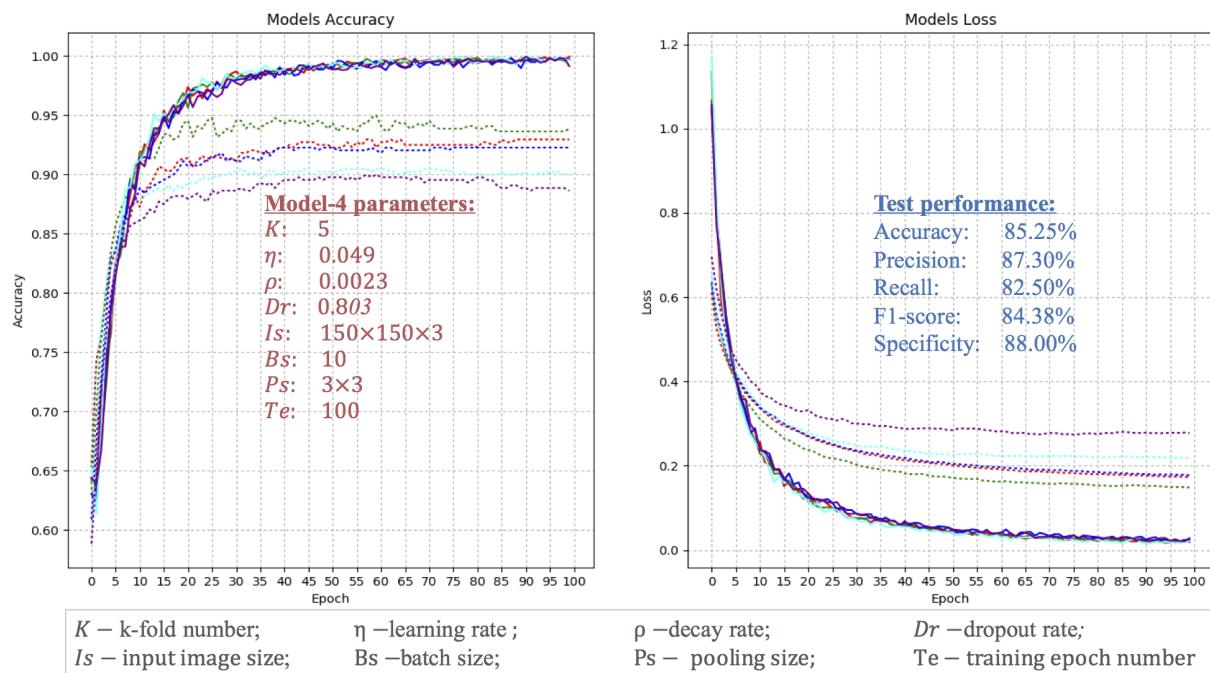 Models Accuracy
1.00
0.95
0.90
0.85
0.80
0.75
0.70
0.65
0.60
Accuracy
0 5 10 15 20 25 30 35 40 45 50 55 60 65 70 75 80 85 90 95 100
Epoch
Model-4 parameters:
K: 5
η: 0.049
ρ: 0.0023
Dr: 0.803
Is: 150×150×3
Bs: 10
Ps: 3×3
Te: 100
Models Loss
1.2
1.0
0.8
0.6
0.4
0.2
0.0
Loss
0 5 10 15 20 25 30 35 40 45 50 55 60 65 70 75 80 85 90 95 100
Epoch
Test performance:
Accuracy: 85.25%
Precision: 87.30%
Recall: 82.50%
F1-score: 84.38%
Specificity: 88.00%
K − k-fold number; η −learning rate ; ρ −decay rate; Dr −dropout rate;
Is − input image size; Bs −batch size; Ps − pooling size; Te − training epoch number